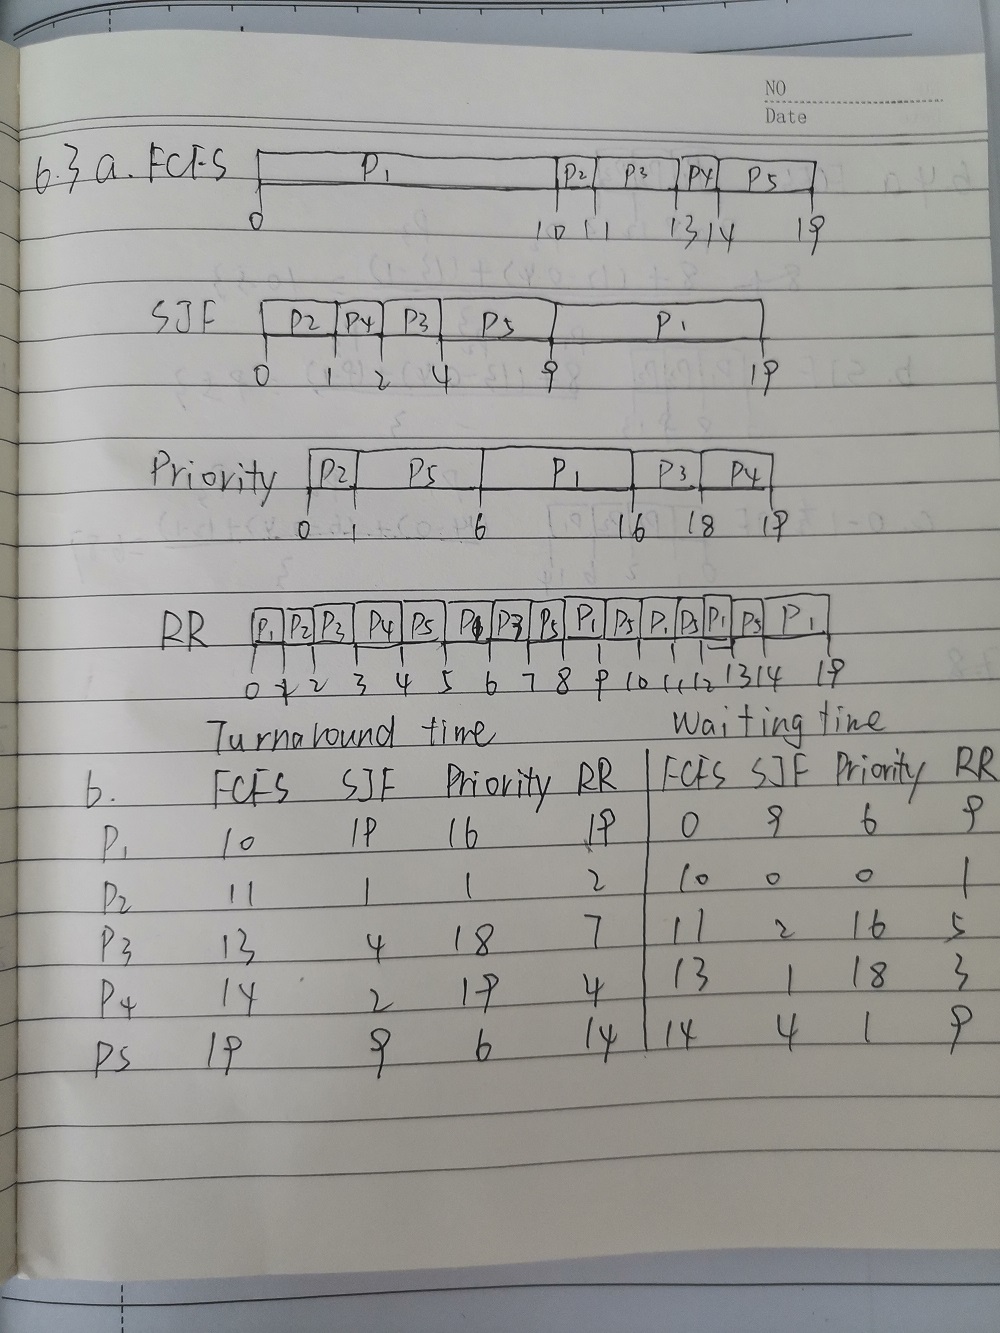 NO
Date
6.3 a. FCFS P1 P2 P3 P4 P5
0 10 11 13 14 19
SJF P2 P4 P3 P5 P1
0 1 2 4 9 19
Priority P2 P5 P1 P3 P4
0 1 6 16 18 19
RR P1 P2 P3 P4 P5 P1 P3 P5 P1 P5 P1 P5 P1 P5 P1
0 1 2 3 4 5 6 7 8 9 10 11 12 13 14 19
Turnaround time Waiting time
b. FCFS SJF Priority RR FCFS SJF Priority RR
P1 10 19 16 19 0 9 6 9
P2 11 1 1 2 10 0 0 1
P3 13 4 18 7 11 2 16 5
P4 14 2 19 4 13 1 18 3
P5 19 9 6 14 14 4 1 9